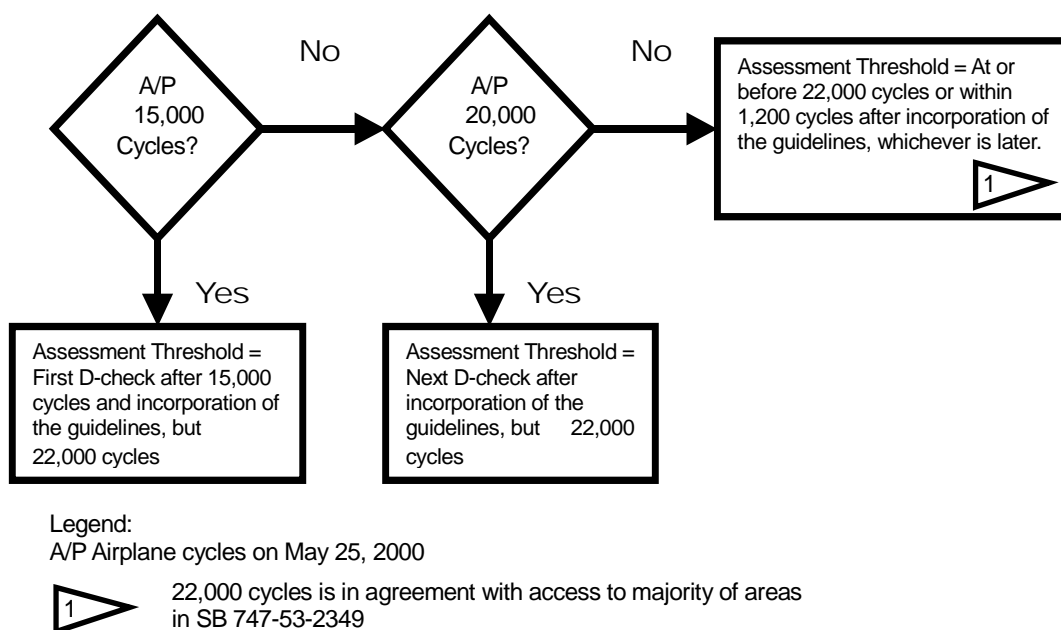 A/P
15,000
Cycles?
No
A/P
20,000
Cycles?
No
Assessment Threshold = At or
before 22,000 cycles or within
1,200 cycles after incorporation of
the guidelines, whichever is later.
1
Yes
Assessment Threshold =
First D-check after 15,000
cycles and incorporation of
the guidelines, but
22,000 cycles
Yes
Assessment Threshold =
Next D-check after
incorporation of the
guidelines, but 22,000
cycles
Legend:
A/P Airplane cycles on May 25, 2000
1
22,000 cycles is in agreement with access to majority of areas
in SB 747-53-2349